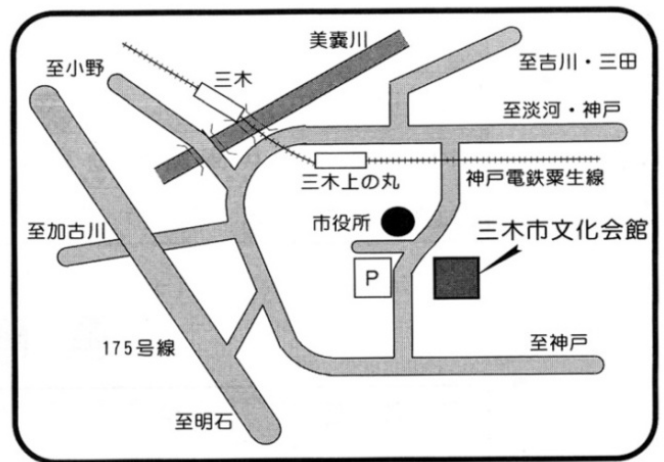 美嚢川
至吉川・三田
至小野
三木
至淡河・神戸
三木上の丸
神戸電鉄粟生線
市役所
三木市文化会館
至加古川
P
175号線
至神戸
至明石